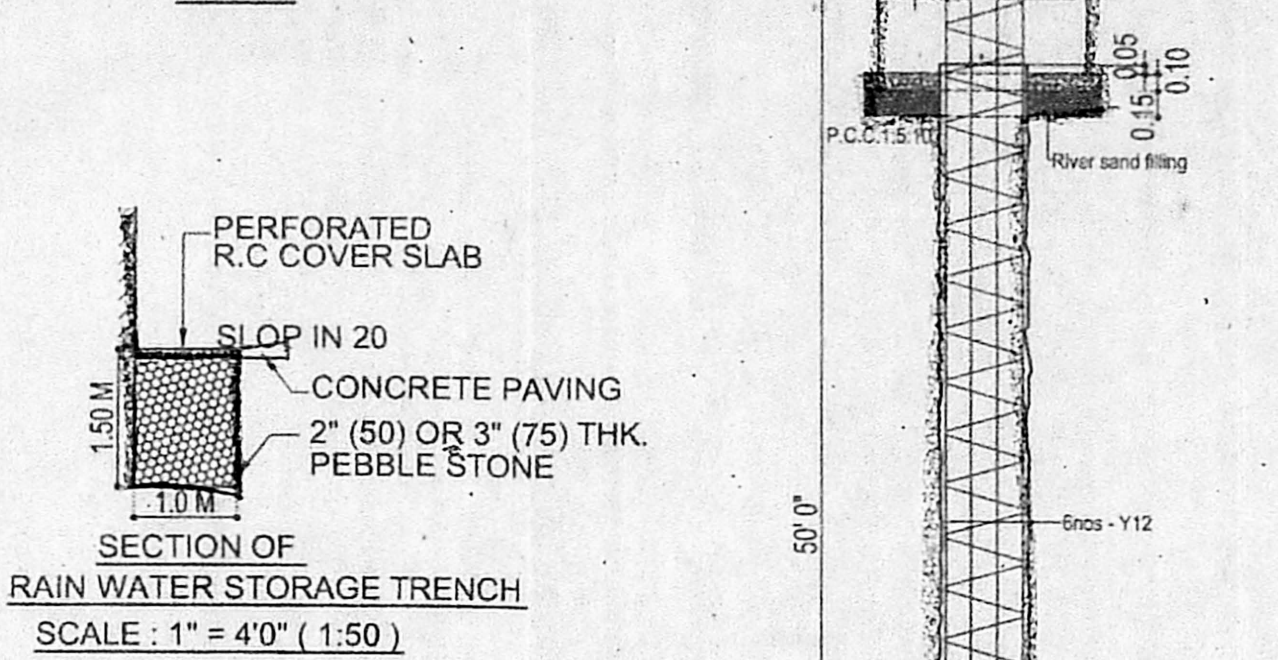 PERFORATED
R.C COVER SLAB
SLOP IN 20
CONCRETE PAVING
2" (50) OR 3" (75) THK.
PEBBLE STONE
1.50 M
1.0 M
SECTION OF
RAIN WATER STORAGE TRENCH
SCALE : 1" = 4'0" ( 1:50 )
0.05
0.10
0.15
P.C.C.1:5:10
River sand filling
50' 0"
6nos - Y12